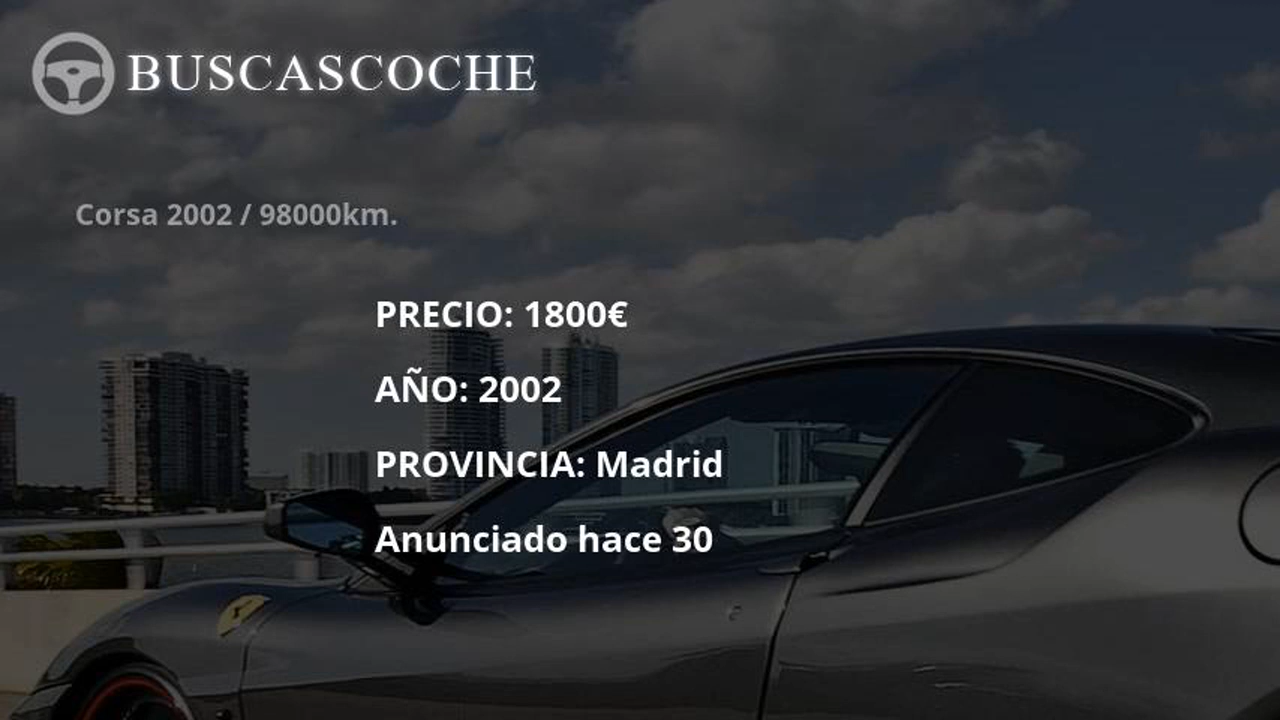 BUSCASCOCHE
Corsa 2002 / 98000km.
PRECIO: 1800€
AÑO: 2002
PROVINCIA: Madrid
Anunciado hace 30